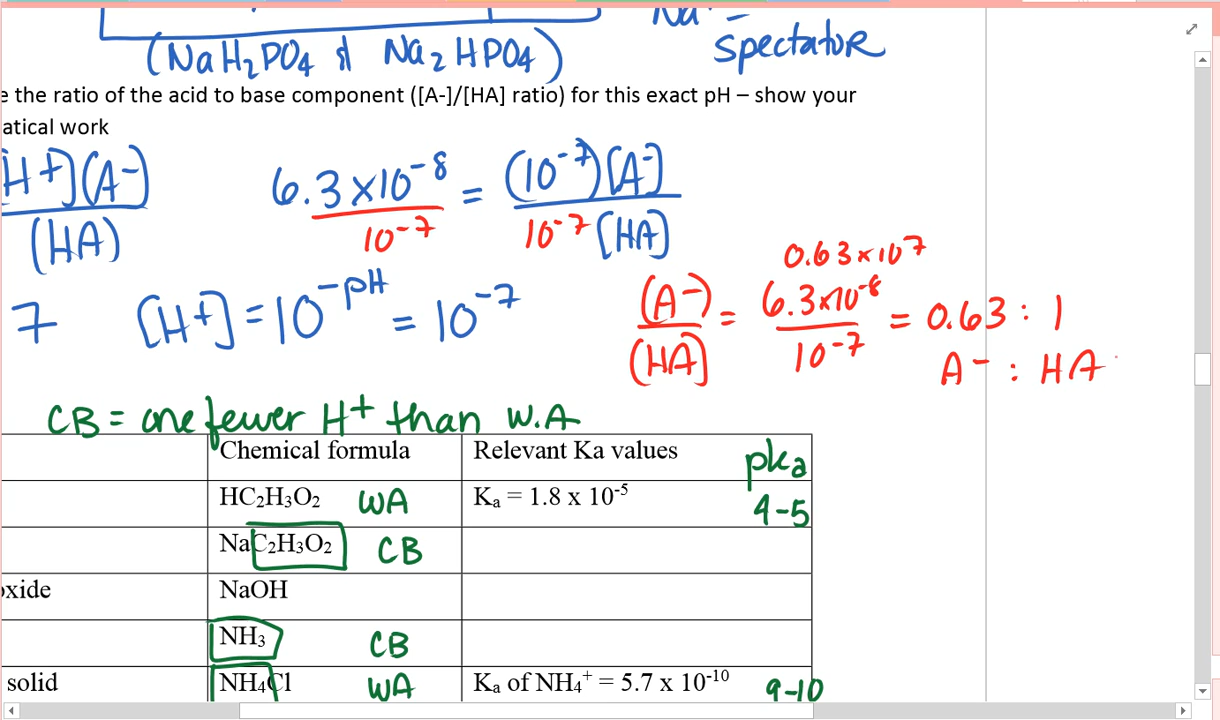 (NaH₂PO₄ & Na₂HPO₄)
spectator
e the ratio of the acid to base component ([A-]/[HA] ratio) for this exact pH – show your
atical work
[H+](A-)
(HA)
6.3×10⁻⁸ = (10⁻⁷)[A-]
10⁻⁷ 10⁻⁷ [HA]
7 [H+] = 10⁻ᵖᴴ = 10⁻⁷
0.63×10⁷
(A-) = 6.3×10⁻⁸ = 0.63 : 1
(HA) 10⁻⁷ A- : HA
CB = one fewer H+ than W.A
Chemical formula Relevant Ka values pka
HC₂H₃O₂ WA Kₐ = 1.8 x 10⁻⁵ 4-5
NaC₂H₃O₂ CB
oxide NaOH
NH₃ CB
solid NH₄Cl WA Kₐ of NH₄⁺ = 5.7 x 10⁻¹⁰ 9-10